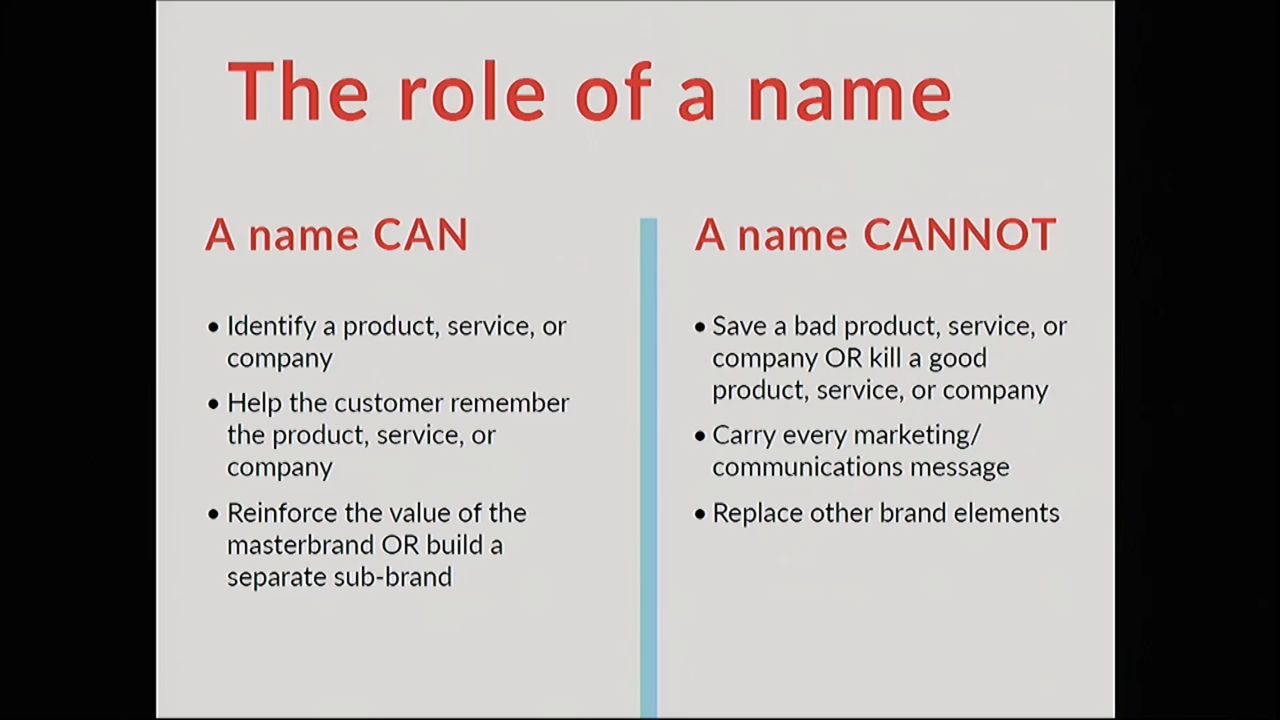 The role of a name
A name CAN
• Identify a product, service, or
company
• Help the customer remember
the product, service, or
company
• Reinforce the value of the
masterbrand OR build a
separate sub-brand
A name CANNOT
• Save a bad product, service, or
company OR kill a good
product, service, or company
• Carry every marketing/
communications message
• Replace other brand elements